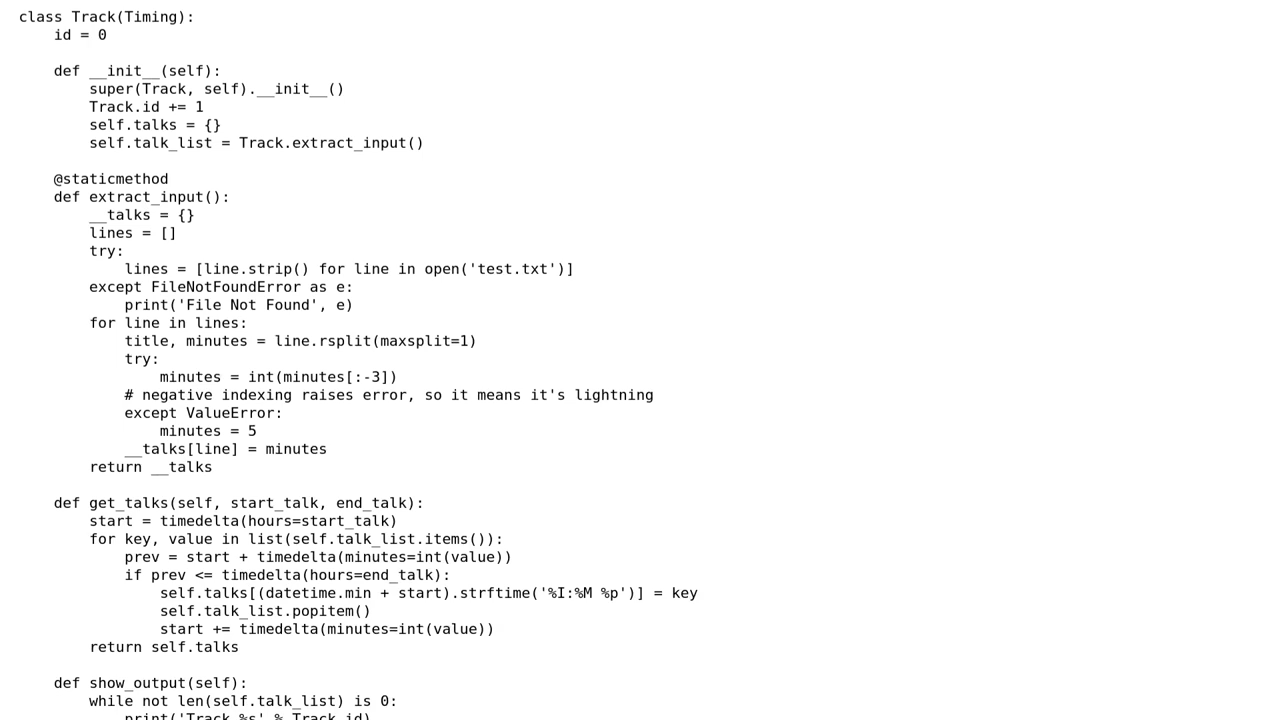 class Track(Timing):
    id = 0

    def __init__(self):
        super(Track, self).__init__()
        Track.id += 1
        self.talks = {}
        self.talk_list = Track.extract_input()

    @staticmethod
    def extract_input():
        __talks = {}
        lines = []
        try:
            lines = [line.strip() for line in open('test.txt')]
        except FileNotFoundError as e:
            print('File Not Found', e)
        for line in lines:
            title, minutes = line.rsplit(maxsplit=1)
            try:
                minutes = int(minutes[:-3])
            # negative indexing raises error, so it means it's lightning
            except ValueError:
                minutes = 5
            __talks[line] = minutes
        return __talks

    def get_talks(self, start_talk, end_talk):
        start = timedelta(hours=start_talk)
        for key, value in list(self.talk_list.items()):
            prev = start + timedelta(minutes=int(value))
            if prev <= timedelta(hours=end_talk):
                self.talks[(datetime.min + start).strftime('%I:%M %p')] = key
                self.talk_list.popitem()
                start += timedelta(minutes=int(value))
        return self.talks

    def show_output(self):
        while not len(self.talk_list) is 0:
            print('Track %s' % Track.id)